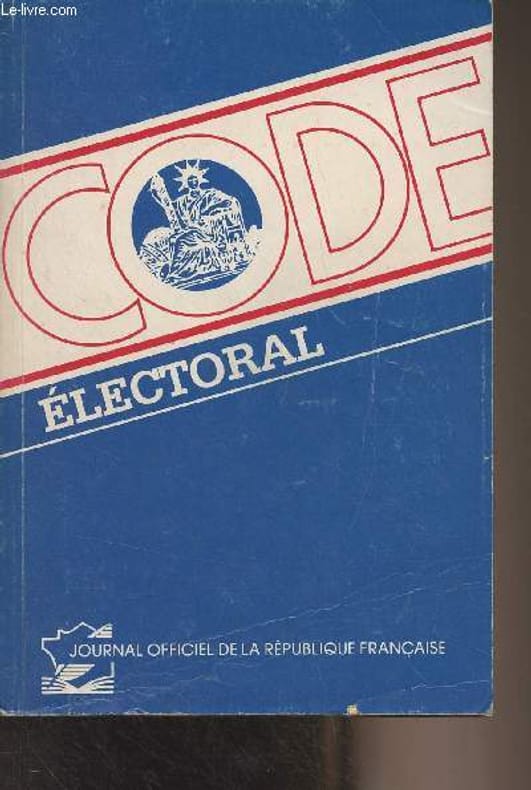 Le-livre.com
CODE
ÉLECTORAL
JOURNAL OFFICIEL DE LA RÉPUBLIQUE FRANÇAISE